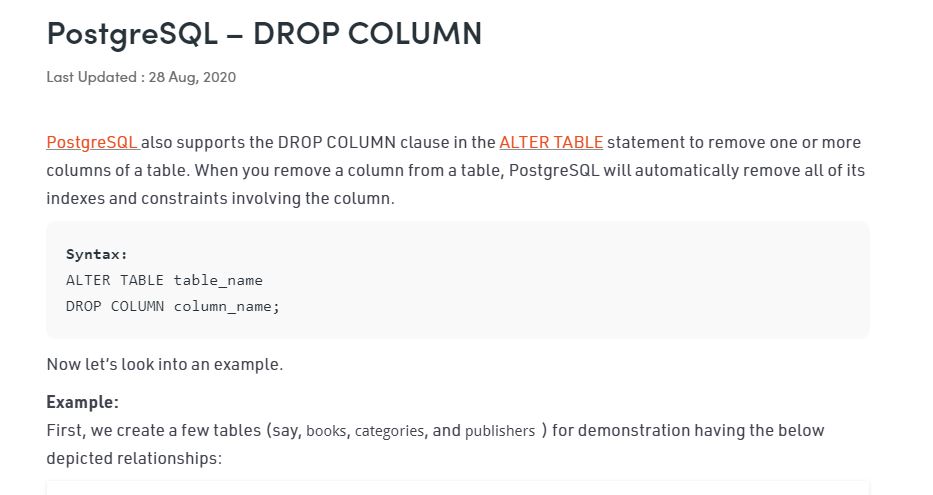 PostgreSQL – DROP COLUMN
Last Updated : 28 Aug, 2020
PostgreSQL also supports the DROP COLUMN clause in the ALTER TABLE statement to remove one or more
columns of a table. When you remove a column from a table, PostgreSQL will automatically remove all of its
indexes and constraints involving the column.
Syntax:
ALTER TABLE table_name
DROP COLUMN column_name;
Now let’s look into an example.
Example:
First, we create a few tables (say, books, categories, and publishers ) for demonstration having the below
depicted relationships: